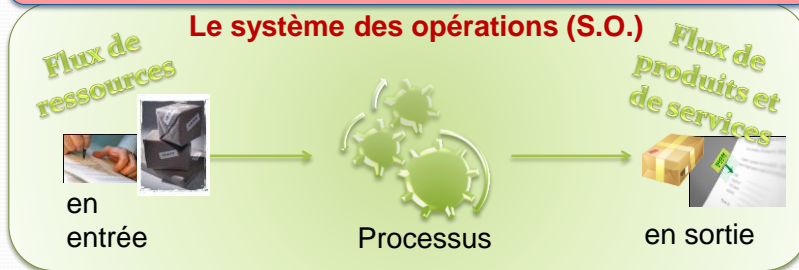 Le système des opérations (S.O.)
Flux de
ressources
Flux de
produits et
de services
en
entrée
Processus
en sortie